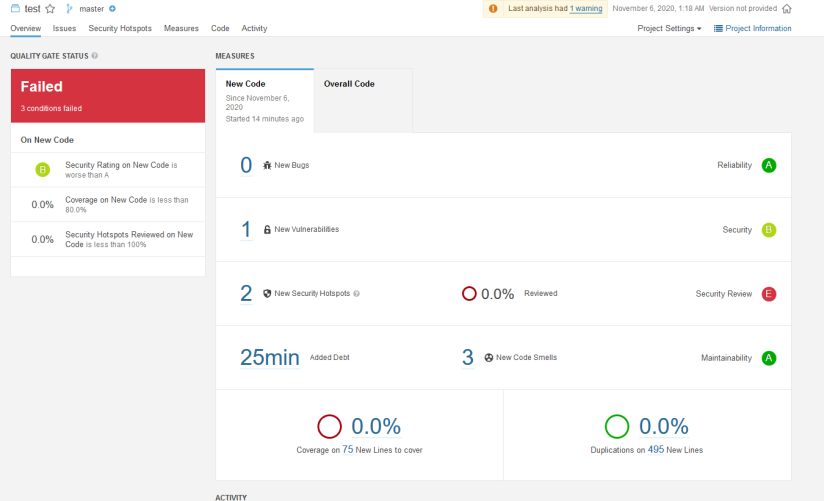 test master Last analysis had 1 warning November 6, 2020, 1:18 AM Version not provided
Overview Issues Security Hotspots Measures Code Activity Project Settings Project Information
QUALITY GATE STATUS
Failed
3 conditions failed
On New Code
B Security Rating on New Code is
worse than A
0.0% Coverage on New Code is less than
80.0%
0.0% Security Hotspots Reviewed on New
Code is less than 100%
MEASURES
New Code
Since November 6,
2020
Started 14 minutes ago
Overall Code
0 New Bugs Reliability A
1 New Vulnerabilities Security B
2 New Security Hotspots 0.0% Reviewed Security Review E
25min Added Debt 3 New Code Smells Maintainability A
0.0%
Coverage on 75 New Lines to cover
0.0%
Duplications on 495 New Lines
ACTIVITY